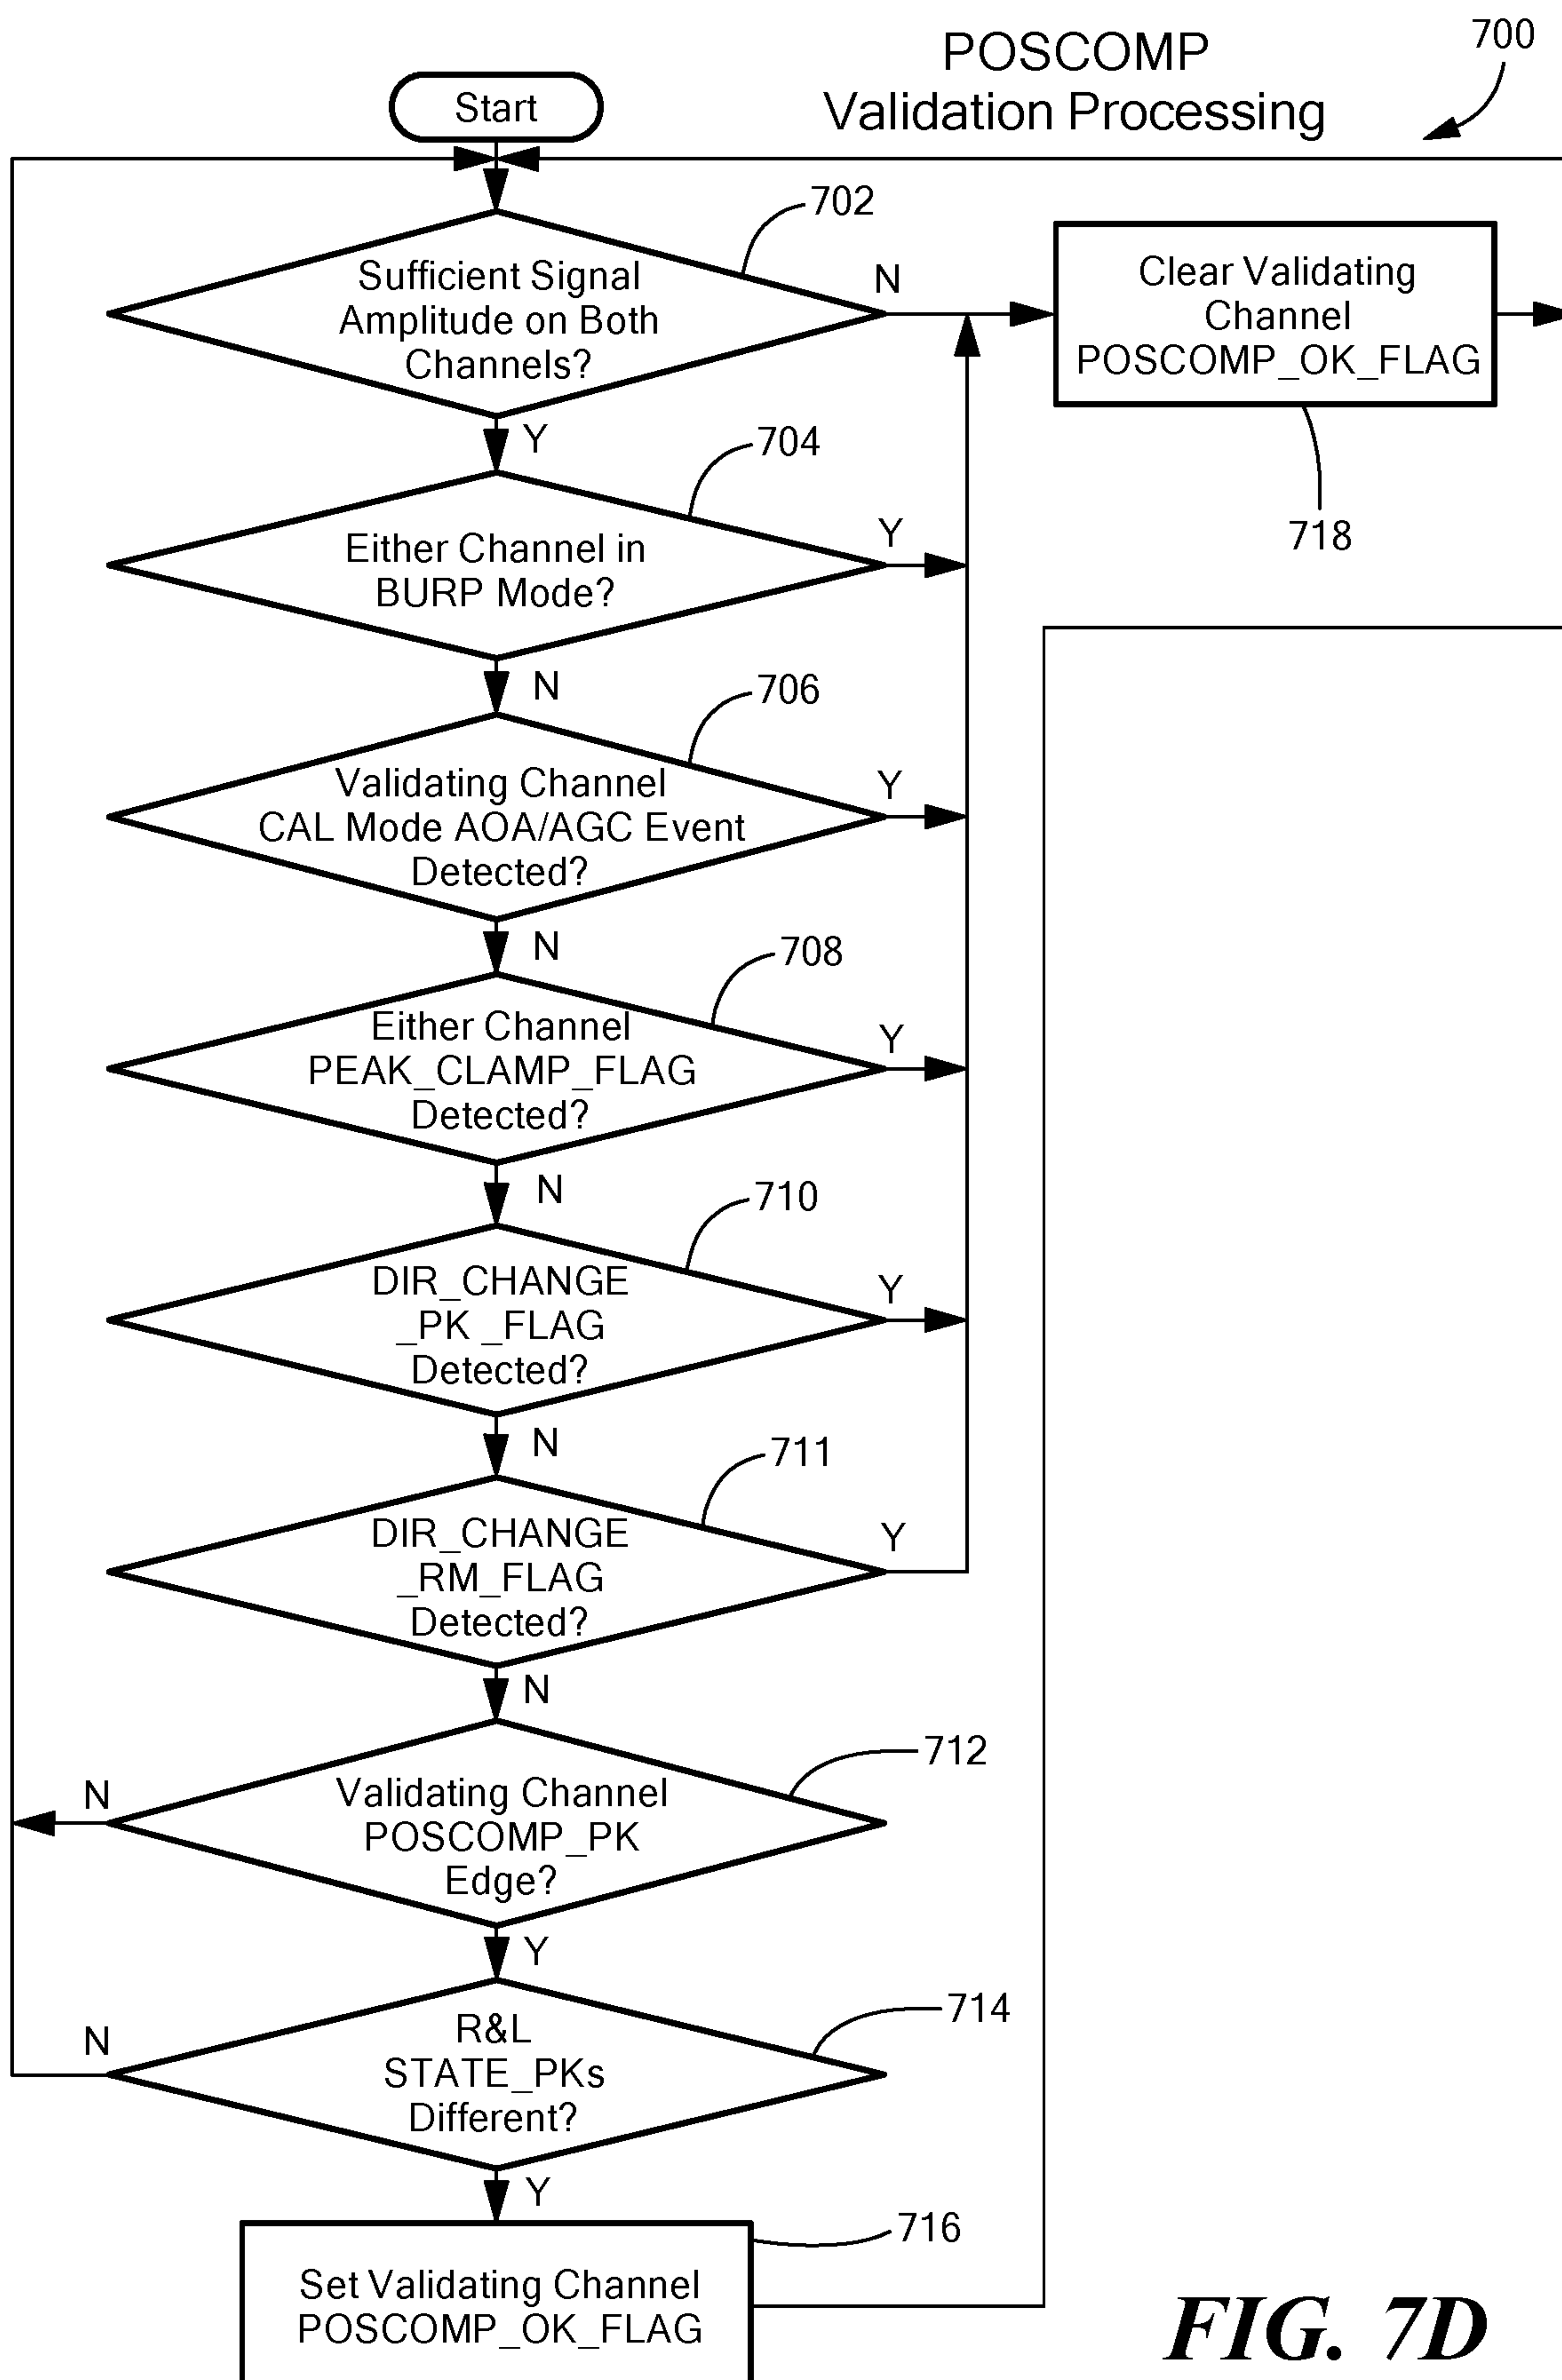 POSCOMP
Validation Processing
700
Start
702
Sufficient Signal
Amplitude on Both
Channels?
N
Y
Clear Validating
Channel
POSCOMP_OK_FLAG
718
704
Either Channel in
BURP Mode?
Y
N
706
Validating Channel
CAL Mode AOA/AGC Event
Detected?
Y
N
708
Either Channel
PEAK_CLAMP_FLAG
Detected?
Y
N
710
DIR_CHANGE
_PK _FLAG
Detected?
Y
N
711
DIR_CHANGE
_RM_FLAG
Detected?
Y
N
712
Validating Channel
POSCOMP_PK
Edge?
N
Y
714
R&L
STATE_PKs
Different?
N
Y
716
Set Validating Channel
POSCOMP_OK_FLAG
FIG. 7D